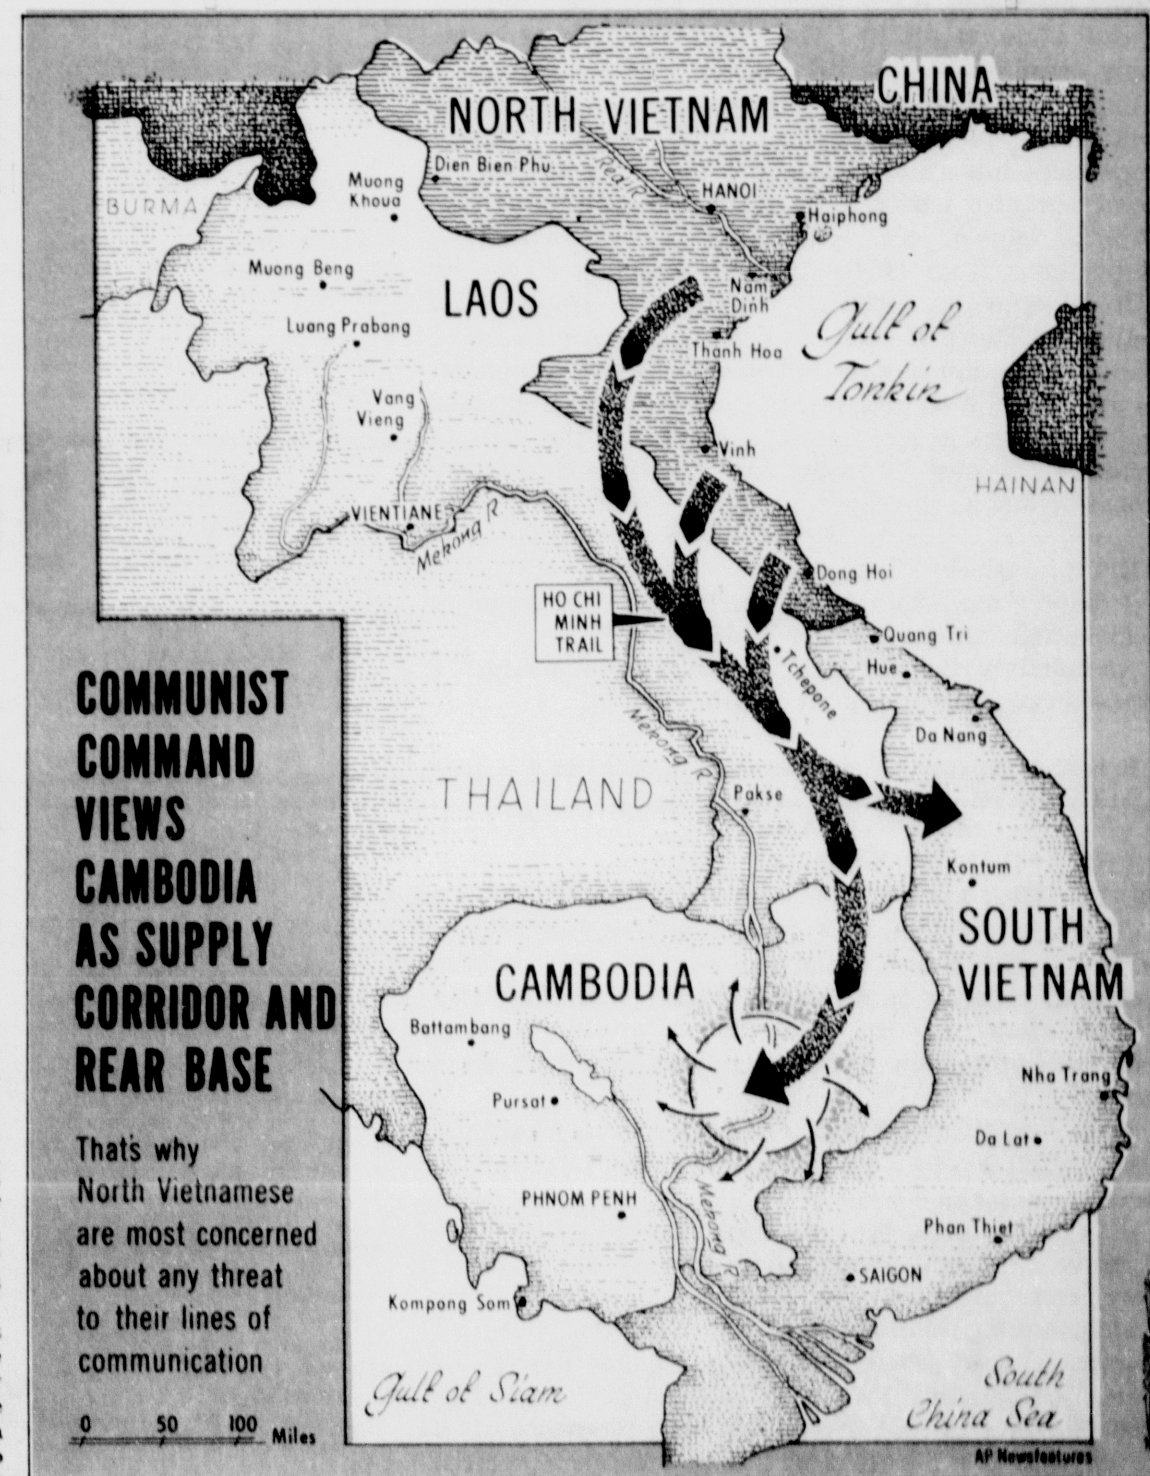 CHINA
NORTH VIETNAM
Dien Bien Phu
Red R.
HANOI
Muong
Khoua
BURMA
Haiphong
Muong Beng
LAOS
Nam
Dinh
Luang Prabang
Thanh Hoa
Gulf of
Tonkin
Vang
Vieng
Vinh
HAINAN
VIENTIANE
Mekong R
Dong Hoi
HO CHI
MINH
TRAIL
Quang Tri
Hue
Tchepone
Da Nang
Mekong R
THAILAND
Pakse
Kontum
SOUTH
VIETNAM
CAMBODIA
Battambang
Nha Trang
Pursat
Da Lat
PHNOM PENH
Mekong R
Phan Thiet
SAIGON
Kompong Som
Gulf of Siam
South
China Sea
COMMUNIST
COMMAND
VIEWS
CAMBODIA
AS SUPPLY
CORRIDOR AND
REAR BASE
That's why
North Vietnamese
are most concerned
about any threat
to their lines of
communication
0 50 100 Miles
AP Newsfeatures